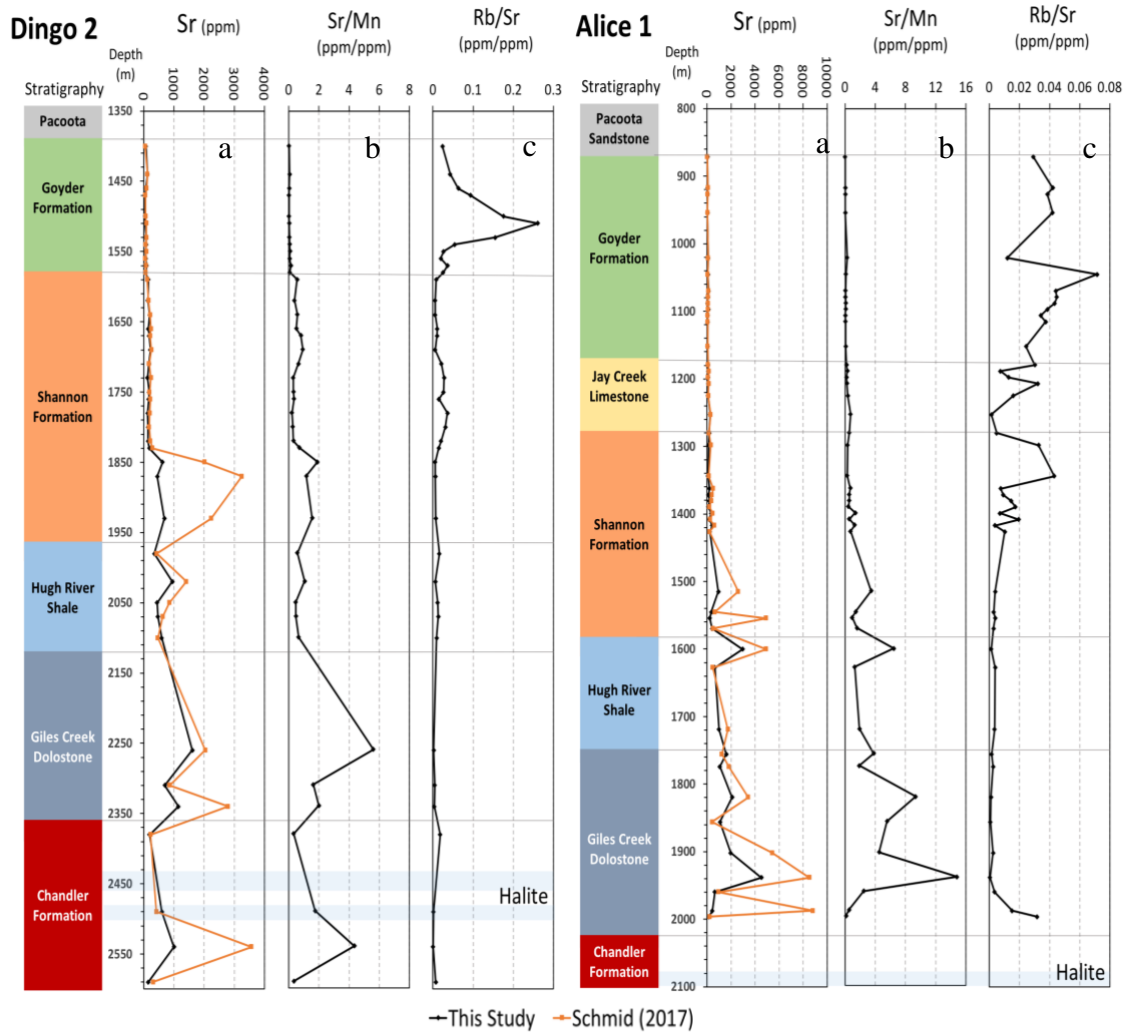 Dingo 2
Sr (ppm)
Sr/Mn
(ppm/ppm)
Rb/Sr
(ppm/ppm)
Depth
(m)
Stratigraphy
0 1000 2000 3000 4000
0 2 4 6 8
0 0.1 0.2 0.3
a
b
c
1350
1450
1550
1650
1750
1850
1950
2050
2150
2250
2350
2450
2550
Pacoota
Goyder
Formation
Shannon
Formation
Hugh River
Shale
Giles Creek
Dolostone
Chandler
Formation
Halite
Alice 1
Sr (ppm)
Sr/Mn
(ppm/ppm)
Rb/Sr
(ppm/ppm)
Depth
(m)
Stratigraphy
0 2000 4000 6000 8000 10000
0 4 8 12 16
0 0.02 0.04 0.06 0.08
a
b
c
800
900
1000
1100
1200
1300
1400
1500
1600
1700
1800
1900
2000
2100
Pacoota
Sandstone
Goyder
Formation
Jay Creek
Limestone
Shannon
Formation
Hugh River
Shale
Giles Creek
Dolostone
Chandler
Formation
Halite
This Study
Schmid (2017)